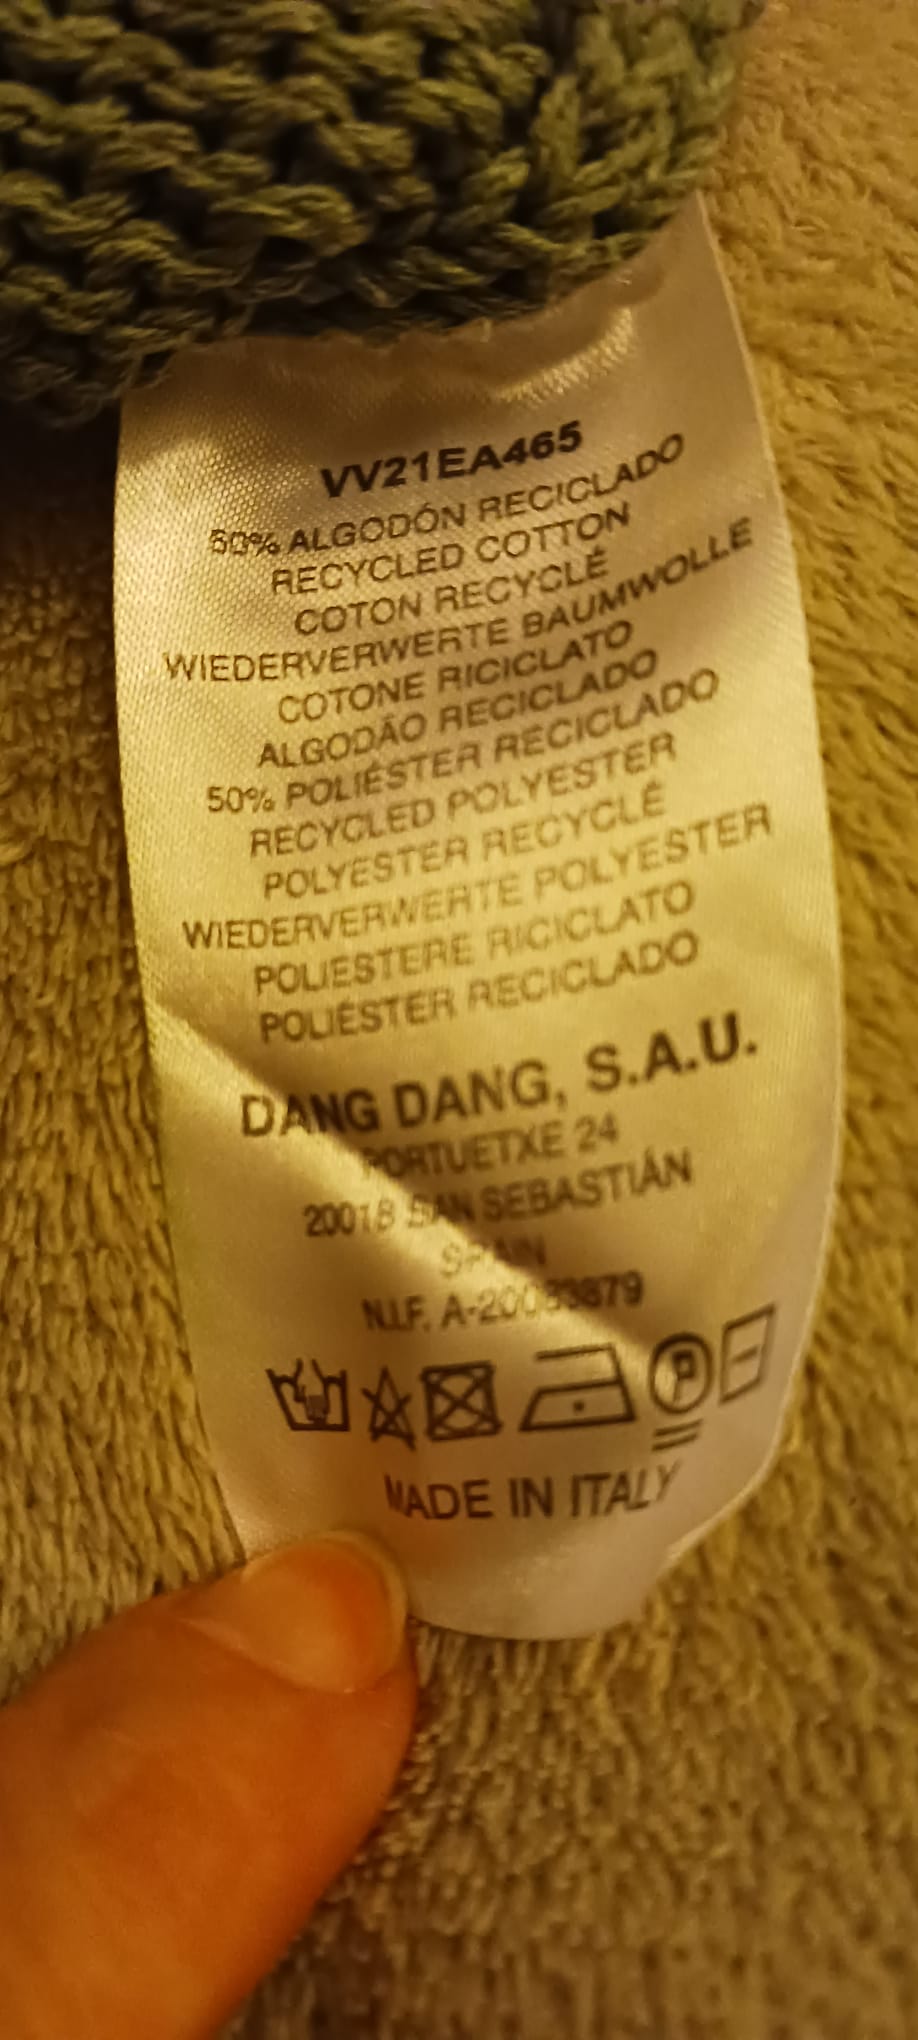 VV21EA465
50% ALGODÓN RECICLADO
RECYCLED COTTON
COTON RECYCLÉ
WIEDERVERWERTE BAUMWOLLE
COTONE RICICLATO
ALGODÃO RECICLADO
50% POLIÉSTER RECICLADO
RECYCLED POLYESTER
POLYESTER RECYCLÉ
WIEDERVERWERTE POLYESTER
POLIESTERE RICICLATO
POLIÉSTER RECICLADO
DANG DANG, S.A.U.
PORTUETXE 24
20018 SAN SEBASTIÁN
SPAIN
N.I.F.
P
MADE IN ITALY